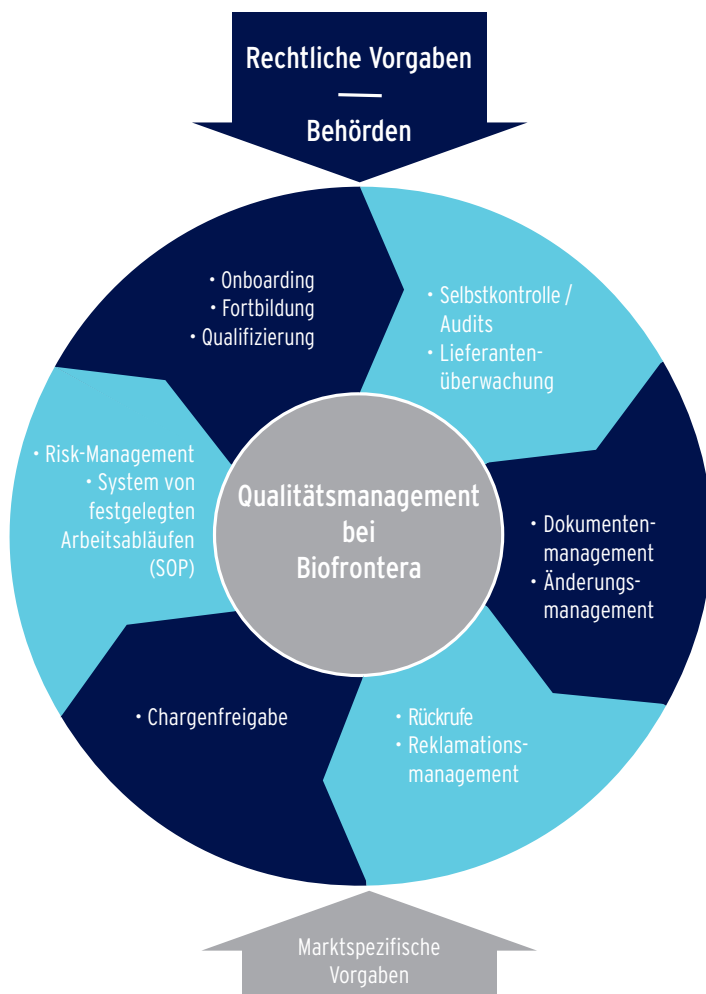 Rechtliche Vorgaben
Behörden
• Onboarding
• Fortbildung
• Qualifizierung
• Selbstkontrolle /
Audits
• Lieferanten-
überwachung
• Risk-Management
• System von
festgelegten
Arbeitsabläufen
(SOP)
Qualitätsmanagement
bei
Biofrontera
• Dokumenten-
management
• Änderungs-
management
• Chargenfreigabe
• Rückrufe
• Reklamations-
management
Marktspezifische
Vorgaben